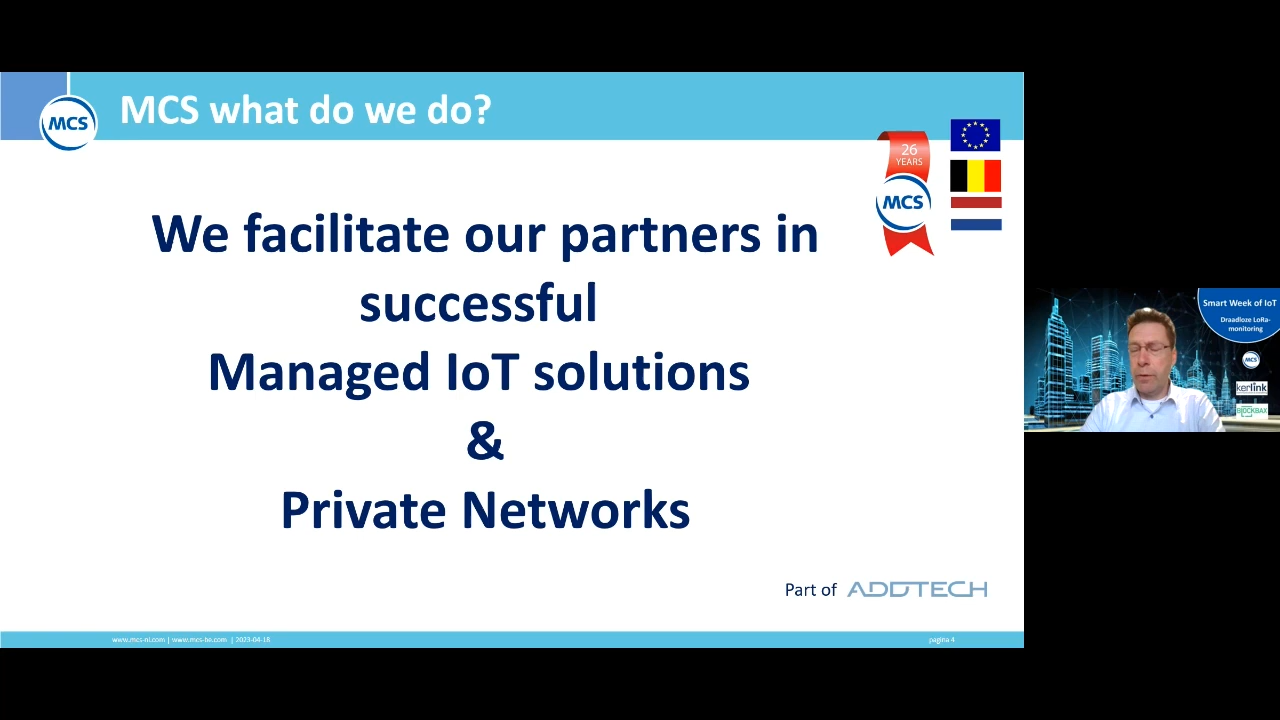 MCS what do we do?
MCS
26
YEARS
MCS
We facilitate our partners in
successful
Managed IoT solutions
&
Private Networks
Part of ADDTECH
www.mcs-nl.com | www.mcs-be.com | 2023-04-18
pagina 4
Smart Week of IoT
Draadloze LoRa-
monitoring
MCS
kerlink
BLOCKBAX